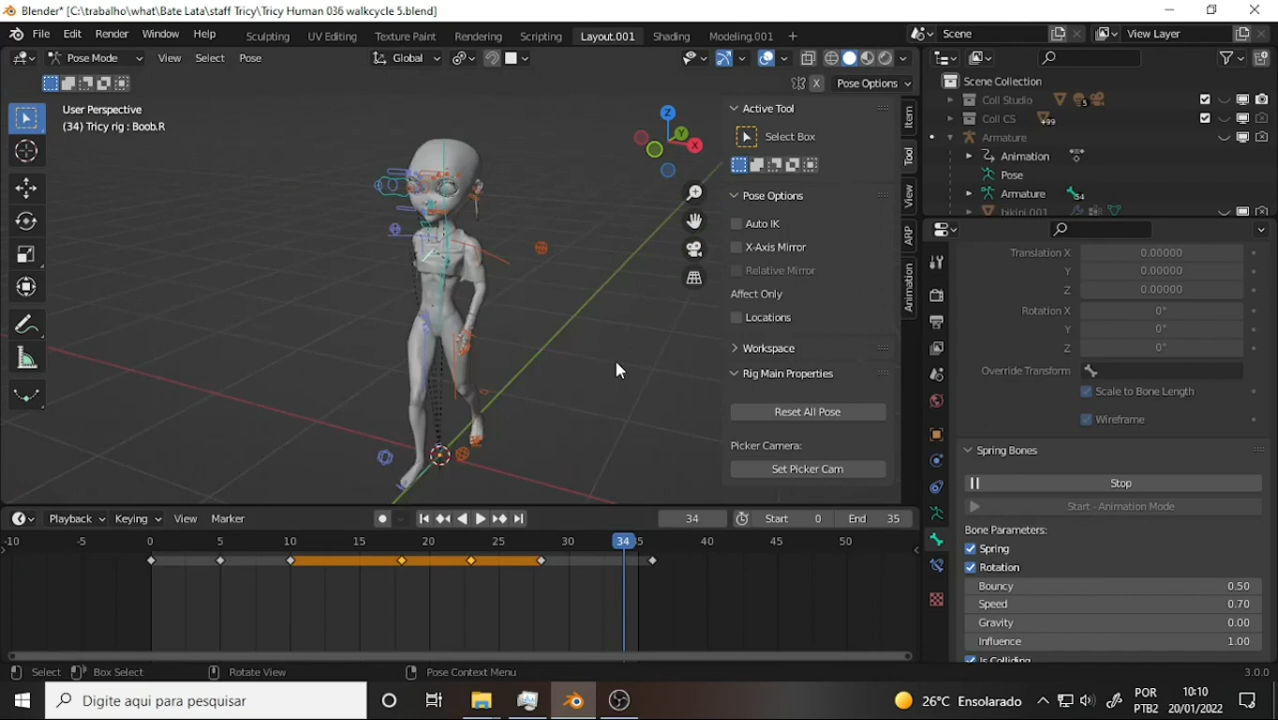 Blender* [C:\trabalho\what\Bate Lata\staff Tricy\Tricy Human 036 walkcycle 5.blend]
File Edit Render Window Help Sculpting UV Editing Texture Paint Rendering Scripting Layout.001 Shading Modeling.001 Scene View Layer
Pose Mode View Select Pose Global
X Pose Options
User Perspective
(34) Tricy rig : Boob.R
Z
Y
X
Active Tool
Select Box
Pose Options
Auto IK
X-Axis Mirror
Relative Mirror
Affect Only
Locations
Workspace
Rig Main Properties
Reset All Pose
Picker Camera:
Set Picker Cam
Item
Tool
View
ARP
Animation
Scene Collection
Coll Studio 5
Coll CS +99
Armature
Animation
Pose
Armature 54
bikini.001
Translation X 0.00000
Y 0.00000
Z 0.00000
Rotation X 0°
Y 0°
Z 0°
Override Transform
Scale to Bone Length
Wireframe
Spring Bones
Stop
Start - Animation Mode
Bone Parameters:
Spring
Rotation
Bouncy 0.50
Speed 0.70
Gravity 0.00
Influence 1.00
Is Colliding
Playback Keying View Marker 34 Start 0 End 35
-10 0 5 10 15 20 25 30 34 35 40 45 50
Select Box Select Rotate View Pose Context Menu 3.0.0
Digite aqui para pesquisar 26°C Ensolarado POR 10:10
PTB2 20/01/2022